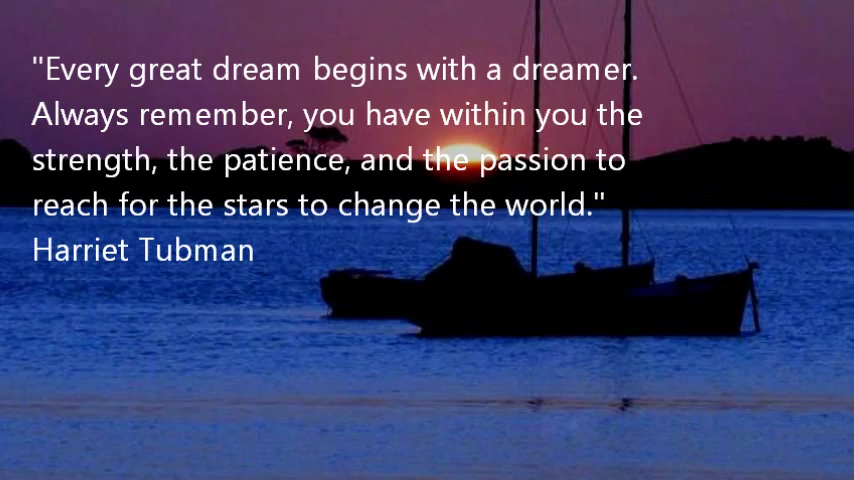 "Every great dream begins with a dreamer.
Always remember, you have within you the
strength, the patience, and the passion to
reach for the stars to change the world."
Harriet Tubman